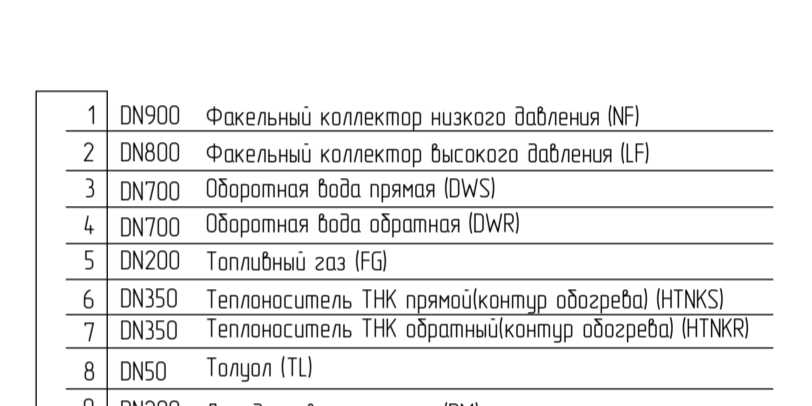 1 DN900 Факельный коллектор низкого давления (NF)
2 DN800 Факельный коллектор высокого давления (LF)
3 DN700 Оборотная вода прямая (DWS)
4 DN700 Оборотная вода обратная (DWR)
5 DN200 Топливный газ (FG)
6 DN350 Теплоноситель ТНК прямой(контур обогрева) (HTNKS)
7 DN350 Теплоноситель ТНК обратный(контур обогрева) (HTNKR)
8 DN50 Толуол (TL)